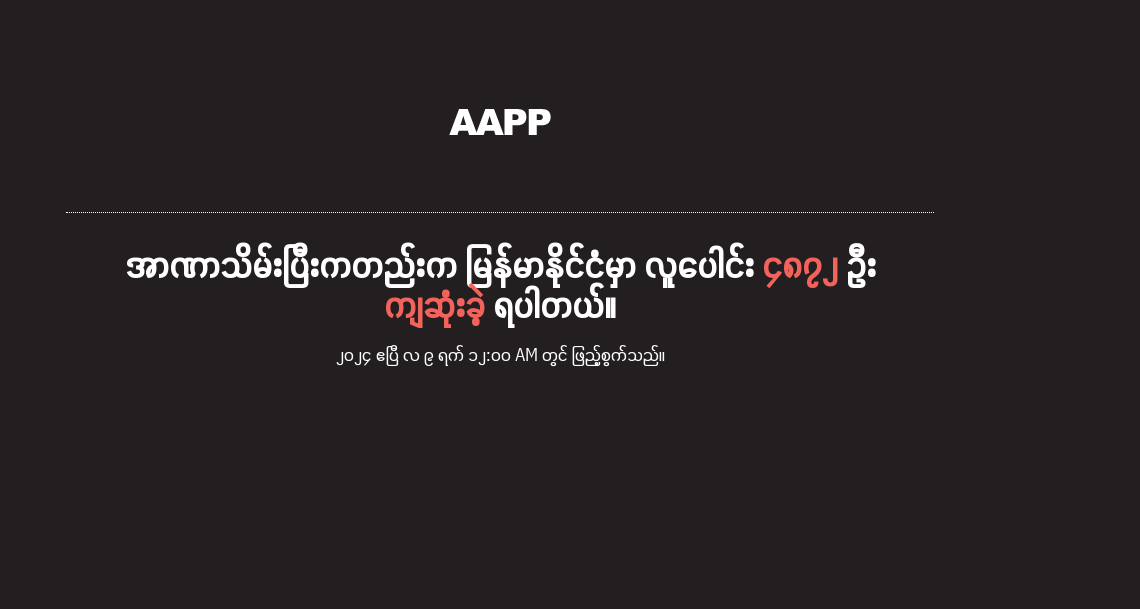 AAPP
အာဏာသိမ်းပြီးကတည်းက မြန်မာနိုင်ငံမှာ လူပေါင်း ၄၈၇၂ ဦး
ကျဆုံးခဲ့ ရပါတယ်။
၂၀၂၄ ဧပြီ လ ၉ ရက် ၁၂:၀၀ AM တွင် ဖြည့်စွက်သည်။